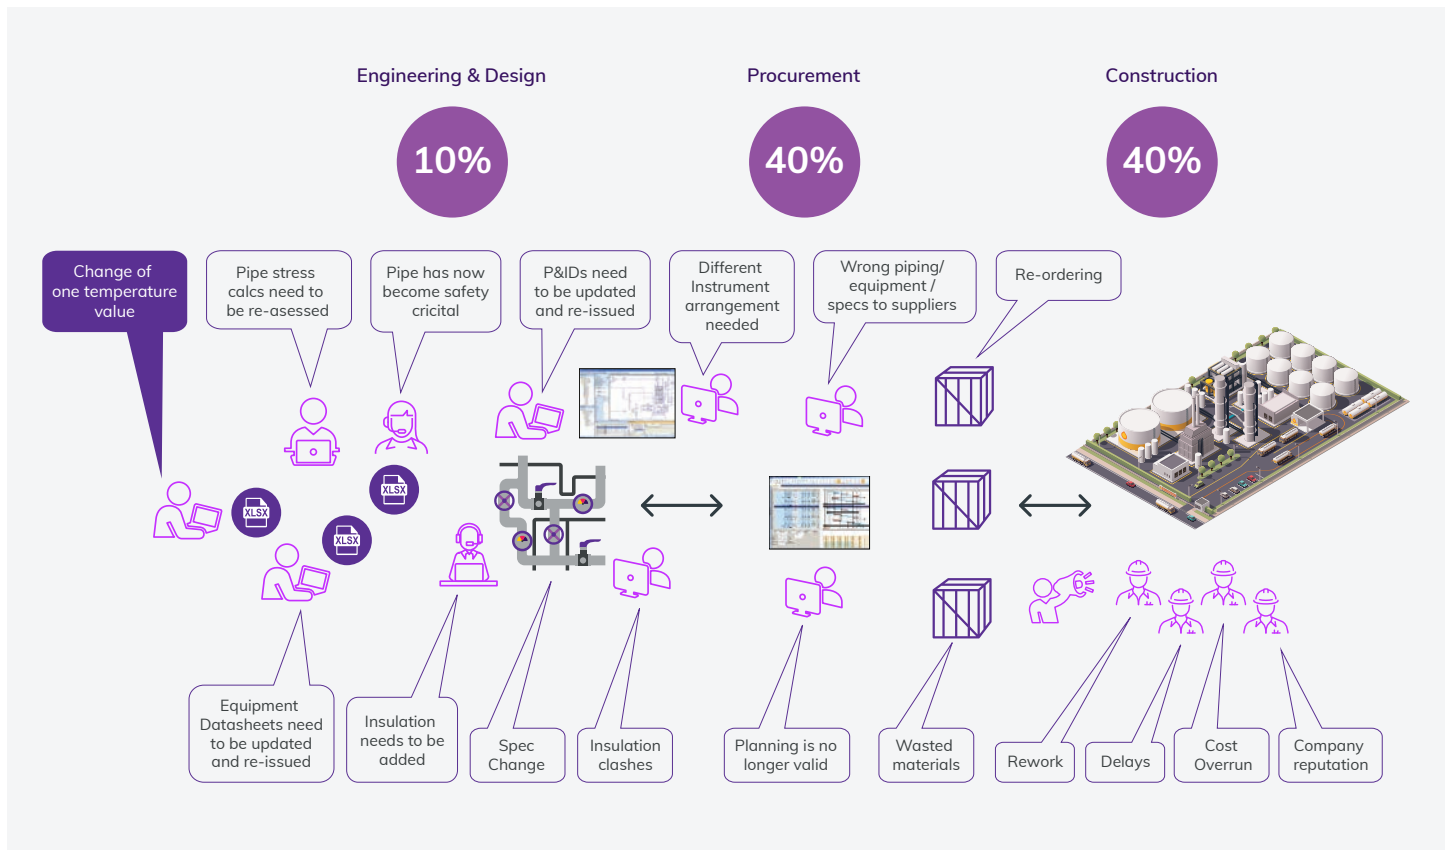 Engineering & Design
Procurement
Construction
10%
40%
40%
Change of
one temperature
value
Pipe stress
calcs need to
be re-asessed
Pipe has now
become safety
cricital
P&IDs need
to be updated
and re-issued
Different
Instrument
arrangement
needed
Wrong piping/
equipment /
specs to suppliers
Re-ordering
XLSX
XLSX
XLSX
Equipment
Datasheets need
to be updated
and re-issued
Insulation
needs to be
added
Spec
Change
Insulation
clashes
Planning is no
longer valid
Wasted
materials
Rework
Delays
Cost
Overrun
Company
reputation